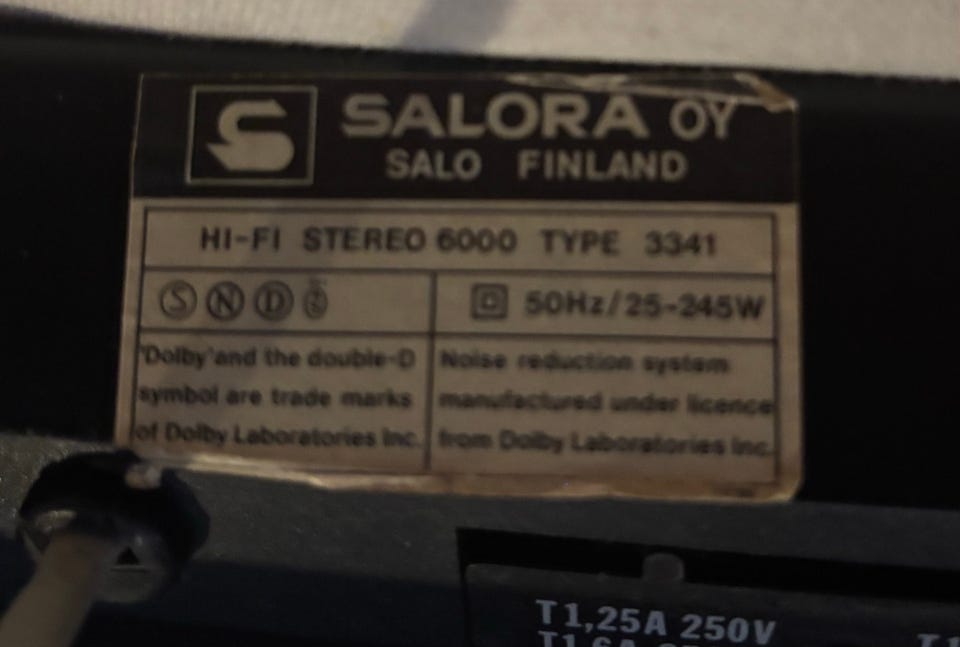 SALORA OY
SALO FINLAND
HI-FI STEREO 6000 TYPE 3341
S N D
50Hz/25-245W
'Dolby' and the double-D
symbol are trade marks
of Dolby Laboratories Inc.
Noise reduction system
manufactured under licence
from Dolby Laboratories Inc.
T1,25A 250V